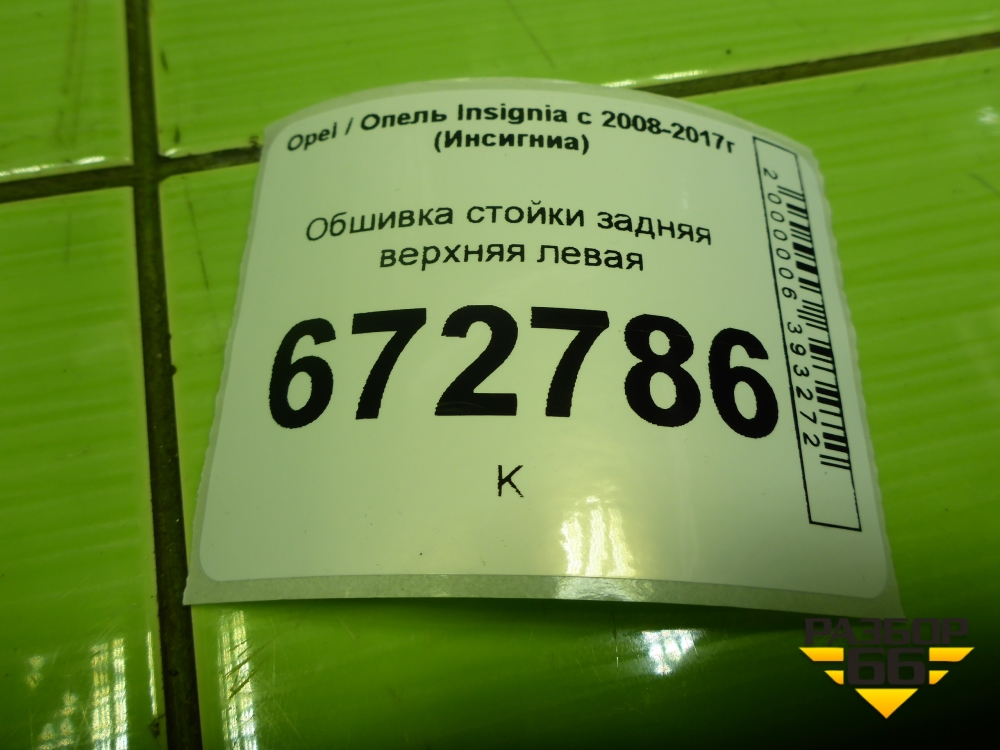 Opel / Опель Insignia с 2008-2017г
(Инсигниа)
Обшивка стойки задняя
верхняя левая
672786
К
2000006393272
РАЗБОР
66